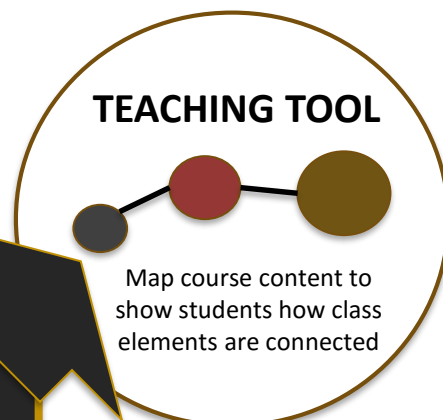 TEACHING TOOL
Map course content to
show students how class
elements are connected